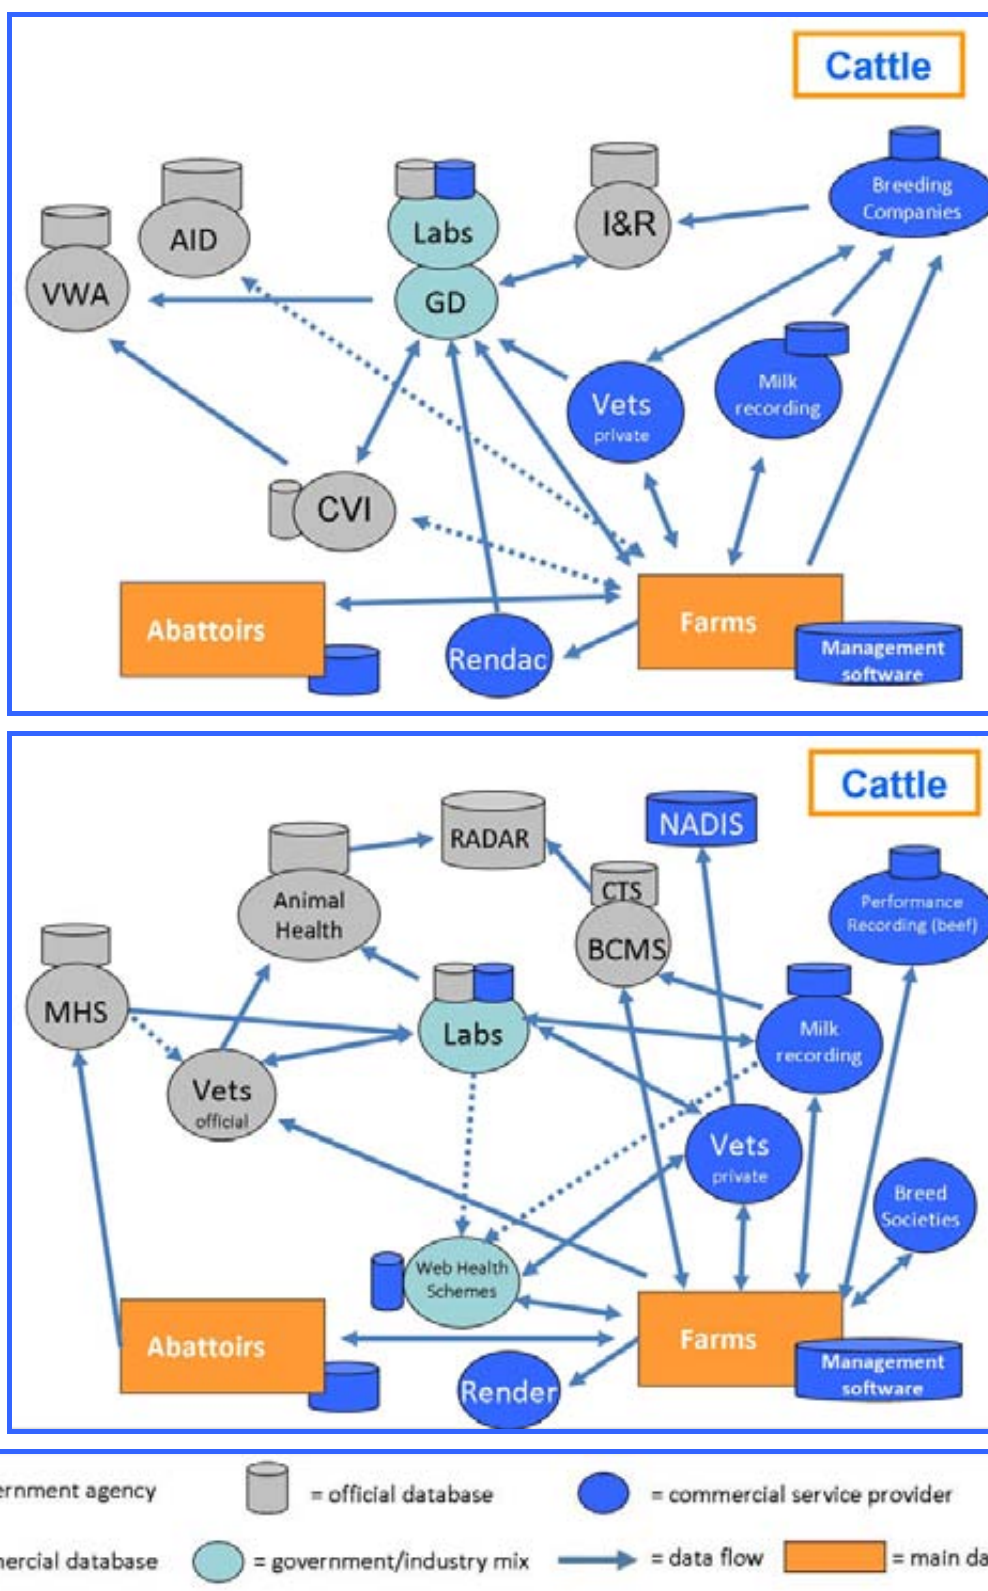 Cattle
Breeding
Companies
AID
Labs
I&R
VWA
GD
Vets
private
Milk
recording
CVI
Abattoirs
Rendac
Farms
Management
software
Cattle
RADAR
NADIS
CTS
Animal
Health
Performance
Recording (beef)
BCMS
MHS
Labs
Milk
recording
Vets
official
Vets
private
Breed
Societies
Web Health
Schemes
Abattoirs
Farms
Render
Management
software
ernment agency
= official database
= commercial service provider
ercial database
= government/industry mix
= data flow
= main da